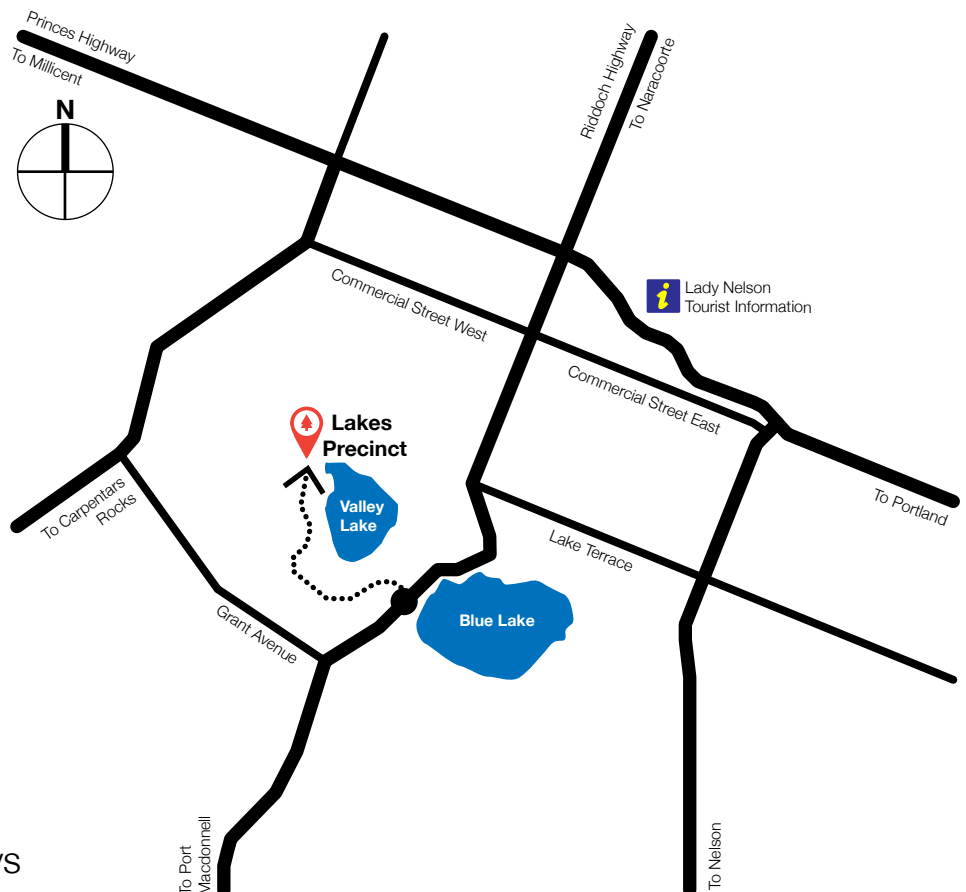 Princes Highway
To Millicent
N
Riddoch Highway
To Naracoorte
Lady Nelson
Tourist Information
Commercial Street West
Commercial Street East
Lakes
Precinct
To Carpentars
Rocks
Valley
Lake
To Portland
Lake Terrace
Blue Lake
Grant Avenue
To Port
Macdonnell
To Nelson